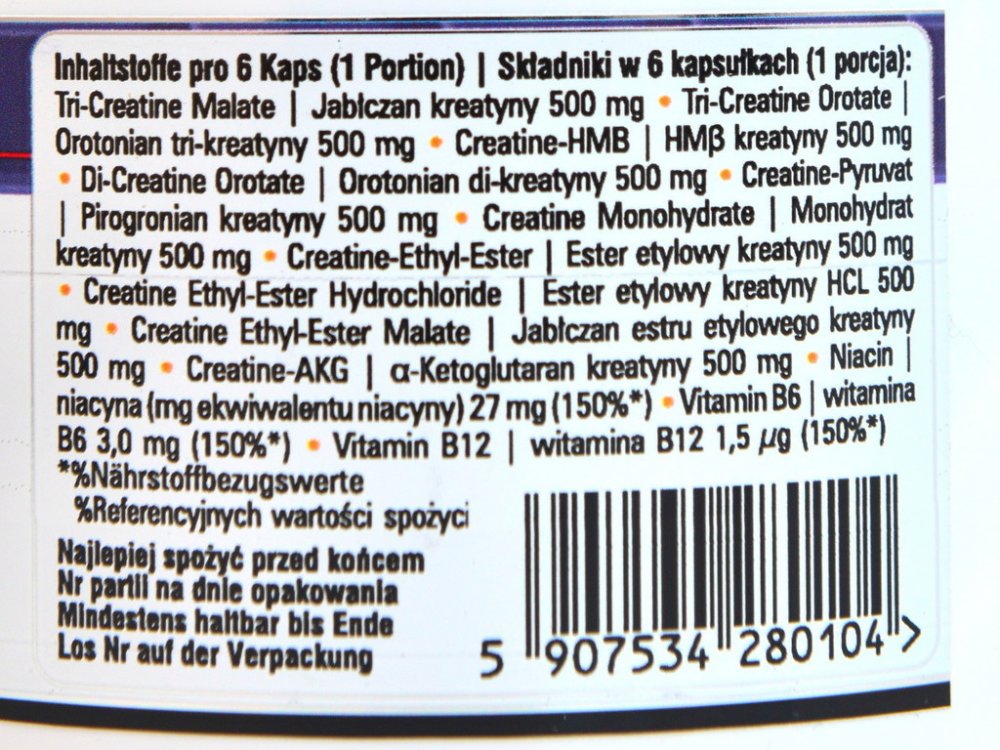 Inhaltstoffe pro 6 Kaps (1 Portion) | Składniki w 6 kapsułkach (1 porcja):
Tri-Creatine Malate | Jabłczan kreatyny 500 mg • Tri-Creatine Orotate |
Orotonian tri-kreatyny 500 mg • Creatine-HMB | HMβ kreatyny 500 mg
• Di-Creatine Orotate | Orotonian di-kreatyny 500 mg • Creatine-Pyruvat
| Pirogronian kreatyny 500 mg • Creatine Monohydrate | Monohydrat
kreatyny 500 mg • Creatine-Ethyl-Ester | Ester etylowy kreatyny 500 mg
• Creatine Ethyl-Ester Hydrochloride | Ester etylowy kreatyny HCL 500
mg • Creatine Ethyl-Ester Malate | Jabłczan estru etylowego kreatyny
500 mg • Creatine-AKG | α-Ketoglutaran kreatyny 500 mg • Niacin |
niacyna (mg ekwiwalentu niacyny) 27 mg (150%*) • Vitamin B6 | witamina
B6 3,0 mg (150%*) • Vitamin B12 | witamina B12 1,5 µg (150%*)
*%Nährstoffbezugswerte
%Referencyjnych wartości spożyci
Najlepiej spożyć przed końcem
Nr partii na dnie opakowania
Mindestens haltbar bis Ende
Los Nr auf der Verpackung
5 907534 280104 >